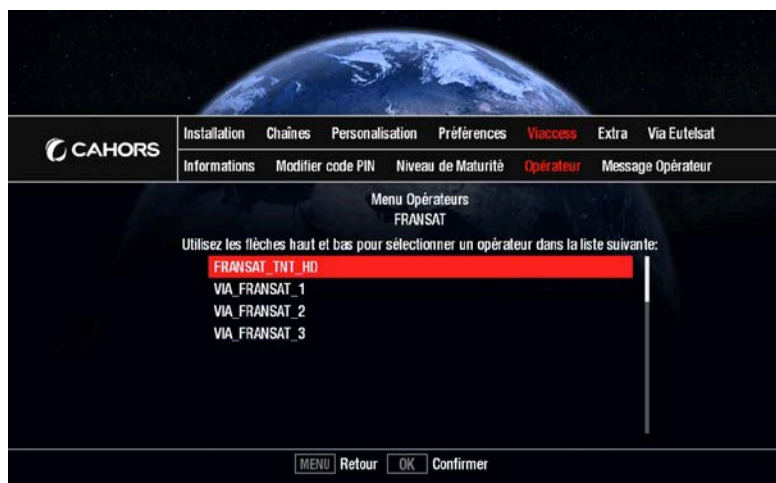 CAHORS
Installation Chaînes Personalisation Préférences Viaccess Extra Via Eutelsat
Informations Modifier code PIN Niveau de Maturité Opérateur Message Opérateur
Menu Opérateurs
FRANSAT
Utilisez les flèches haut et bas pour sélectionner un opérateur dans la liste suivante:
FRANSAT_TNT_HD
VIA_FRANSAT_1
VIA_FRANSAT_2
VIA_FRANSAT_3
MENU Retour OK Confirmer